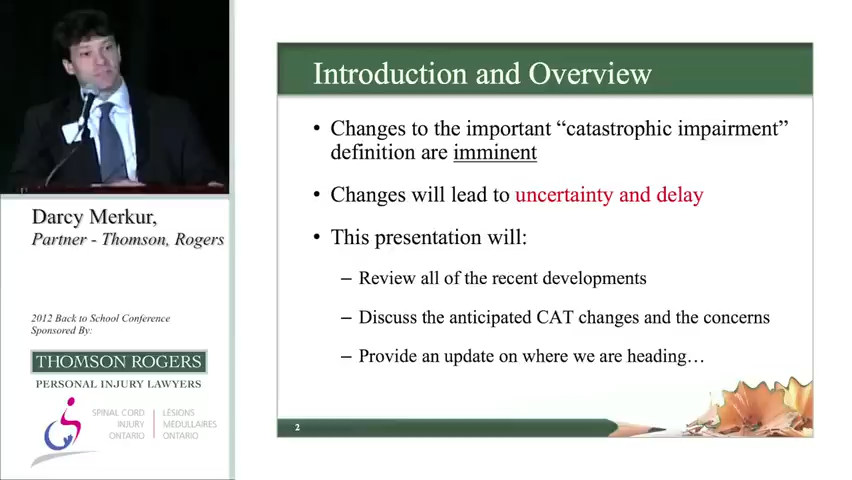 Introduction and Overview
• Changes to the important “catastrophic impairment”
definition are imminent
• Changes will lead to uncertainty and delay
• This presentation will:
– Review all of the recent developments
– Discuss the anticipated CAT changes and the concerns
– Provide an update on where we are heading…
2
Darcy Merkur,
Partner - Thomson, Rogers
2012 Back to School Conference
Sponsored By:
THOMSON ROGERS
PERSONAL INJURY LAWYERS
SPINAL CORD
INJURY
ONTARIO
LÉSIONS
MÉDULLAIRES
ONTARIO